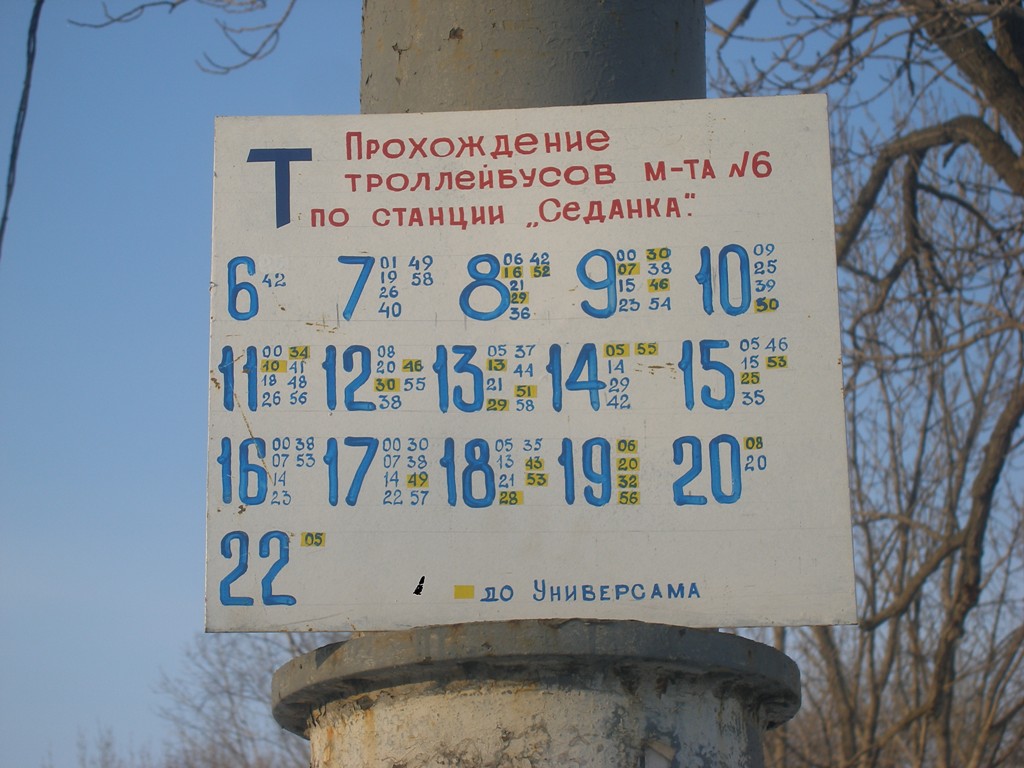 Т Прохождение
троллейбусов м-та №6
по станции „Седанка".
6 42 7 01 49 8 06 42 9 00 30 10 09
19 58 16 52 07 38 25
26 21 15 46 39
40 29 23 54 50
36
11 00 34 12 08 13 05 37 14 05 55 15 05 46
10 41 20 46 13 44 14 15 53
18 48 30 55 21 51 29 25
26 56 38 29 58 42 35
16 00 38 17 00 30 18 05 35 19 06 20 08
07 53 07 38 13 43 20 20
14 14 49 21 53 32
23 22 57 28 56
22 05
до Универсама